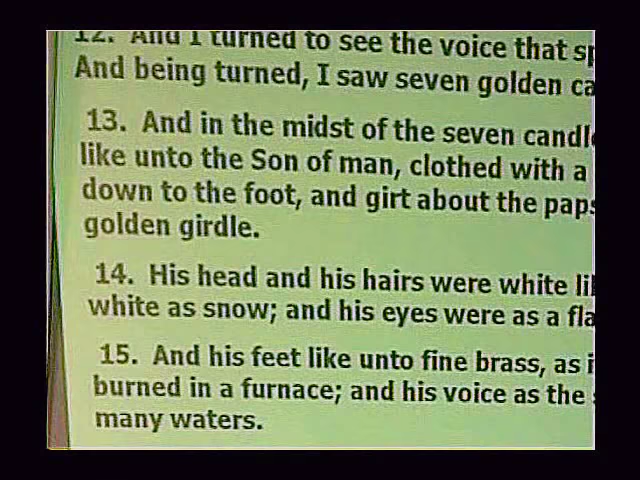 12. And I turned to see the voice that
And being turned, I saw seven golden
13. And in the midst of the seven
like unto the Son of man, clothed with a
down to the foot, and girt about the paps
golden girdle.
14. His head and his hairs were white
white as snow; and his eyes were as a
15. And his feet like unto fine brass, as
burned in a furnace; and his voice as the
many waters.